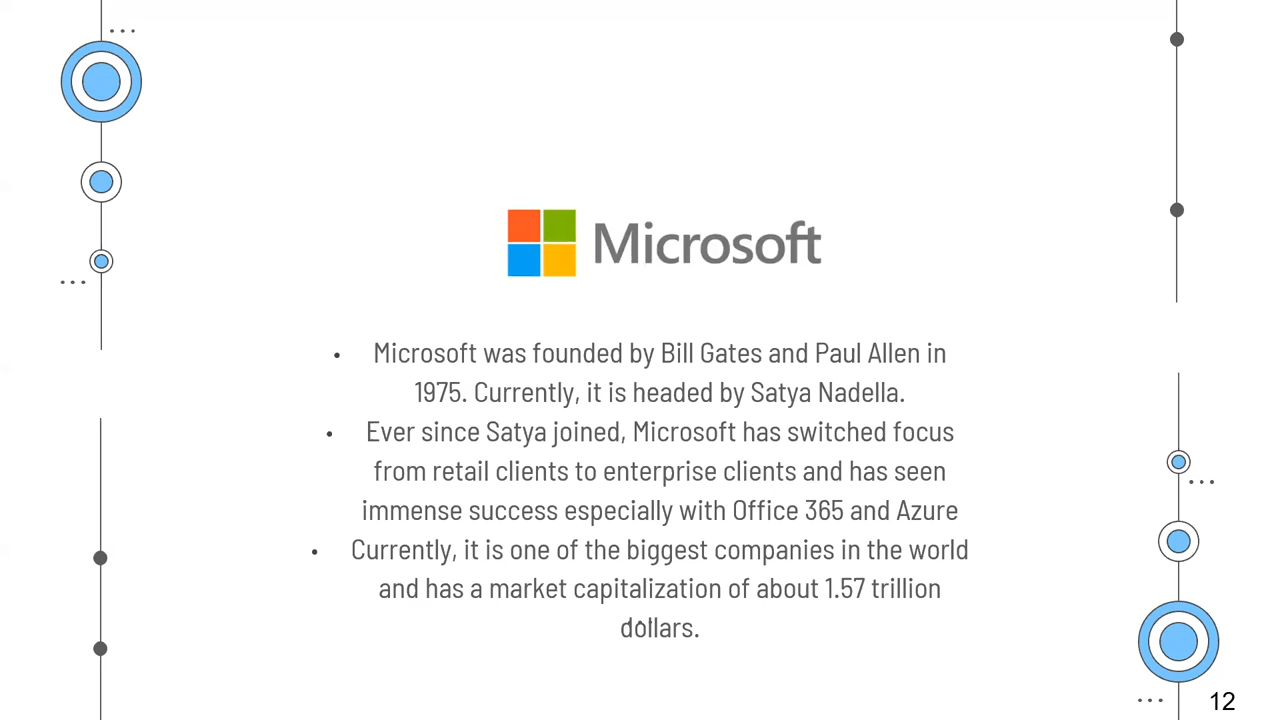 Microsoft
• Microsoft was founded by Bill Gates and Paul Allen in
1975. Currently, it is headed by Satya Nadella.
• Ever since Satya joined, Microsoft has switched focus
from retail clients to enterprise clients and has seen
immense success especially with Office 365 and Azure
• Currently, it is one of the biggest companies in the world
and has a market capitalization of about 1.57 trillion
dollars.
12